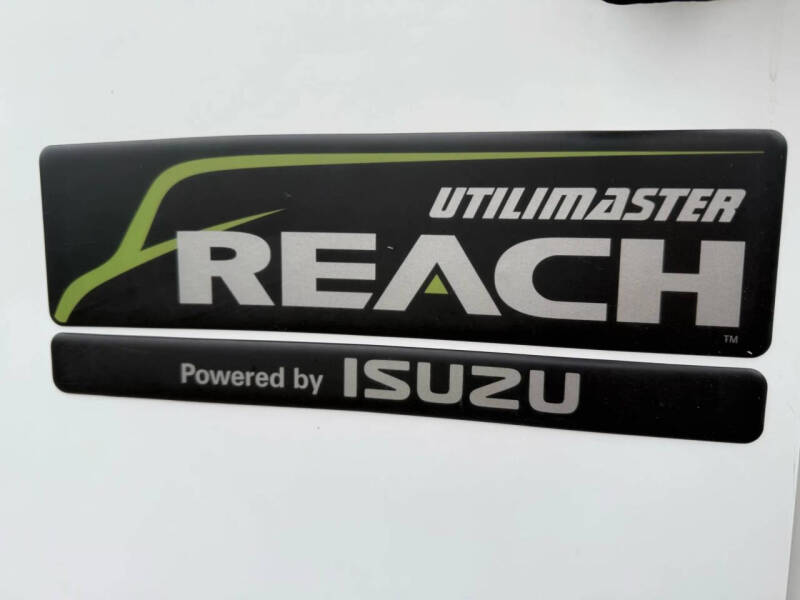 UTILIMASTER
REACH
TM
Powered by ISUZU